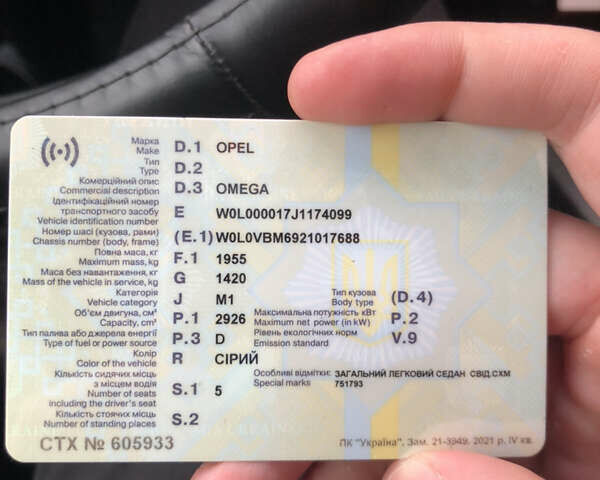 Марка
Make D.1 OPEL
Тип
Type D.2
Комерційний опис
Commercial description D.3 OMEGA
Ідентифікаційний номер
транспортного засобу
Vehicle identification number E W0L000017J1174099
Номер шасі (кузова, рами)
Chassis number (body, frame) (E.1) W0L0VBM6921017688
Повна маса, кг
Maximum mass, kg F.1 1955
Маса без навантаження, кг
Mass of the vehicle in service, kg G 1420
Категорія
Vehicle category J M1
Тип кузова
Body type (D.4)
Об'єм двигуна, см³
Capacity, cm³ P.1 2926
Максимальна потужність кВт
Maximum net power (in kW) P.2
Тип палива або джерела енергії
Type of fuel or power source P.3 D
Рівень екологічних норм
Emission standard V.9
Колір
Color of the vehicle R СІРИЙ
Кількість сидячих місць
з місцем водія
Number of seats
including the driver's seat S.1 5
Особливі відмітки: ЗАГАЛЬНИЙ ЛЕГКОВИЙ СЕДАН СВІД.СХМ
Special marks 751793
Кількість стоячих місць
Number of standing places S.2
СТХ № 605933
ПК "Україна", Зам. 21-3949, 2021 р, IV кв.